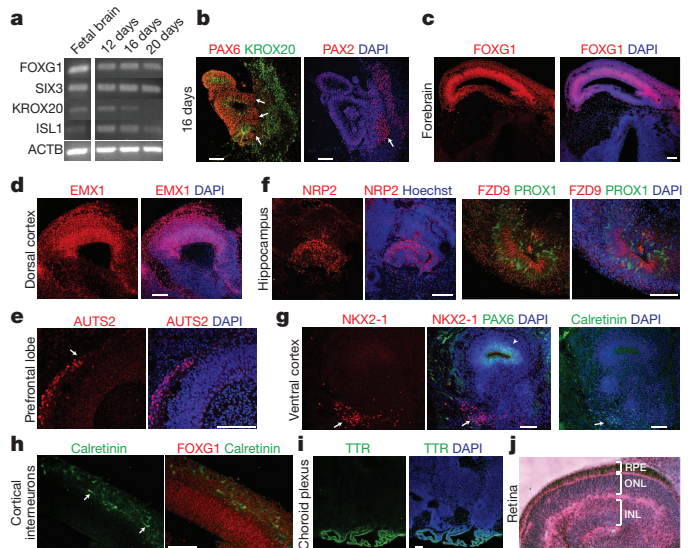 a
Fetal brain
12 days
16 days
20 days
FOXG1
SIX3
KROX20
ISL1
ACTB
b
PAX6 KROX20
PAX2 DAPI
16 days
c
FOXG1
FOXG1 DAPI
Forebrain
d
EMX1
EMX1 DAPI
Dorsal cortex
f
NRP2
NRP2 Hoechst
FZD9 PROX1
FZD9 PROX1 DAPI
Hippocampus
e
AUTS2
AUTS2 DAPI
Prefrontal lobe
g
NKX2-1
NKX2-1 PAX6 DAPI
Calretinin DAPI
Ventral cortex
h
Calretinin
FOXG1 Calretinin
Cortical
interneurons
i
TTR
TTR DAPI
Choroid plexus
j
RPE
ONL
INL
Retina